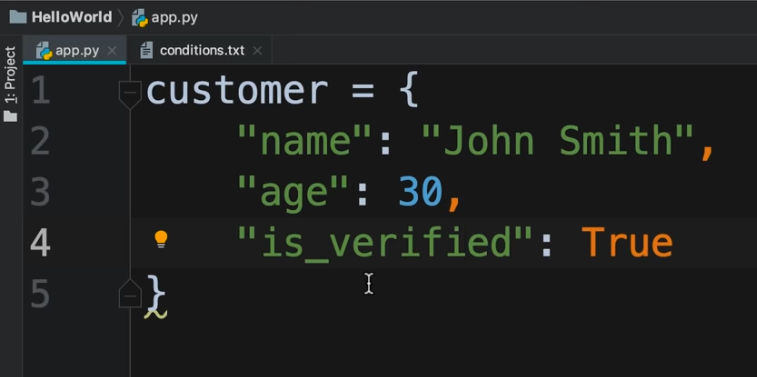 HelloWorld app.py
app.py conditions.txt
1: Project
1 customer = {
2 "name": "John Smith",
3 "age": 30,
4 "is_verified": True
5 }